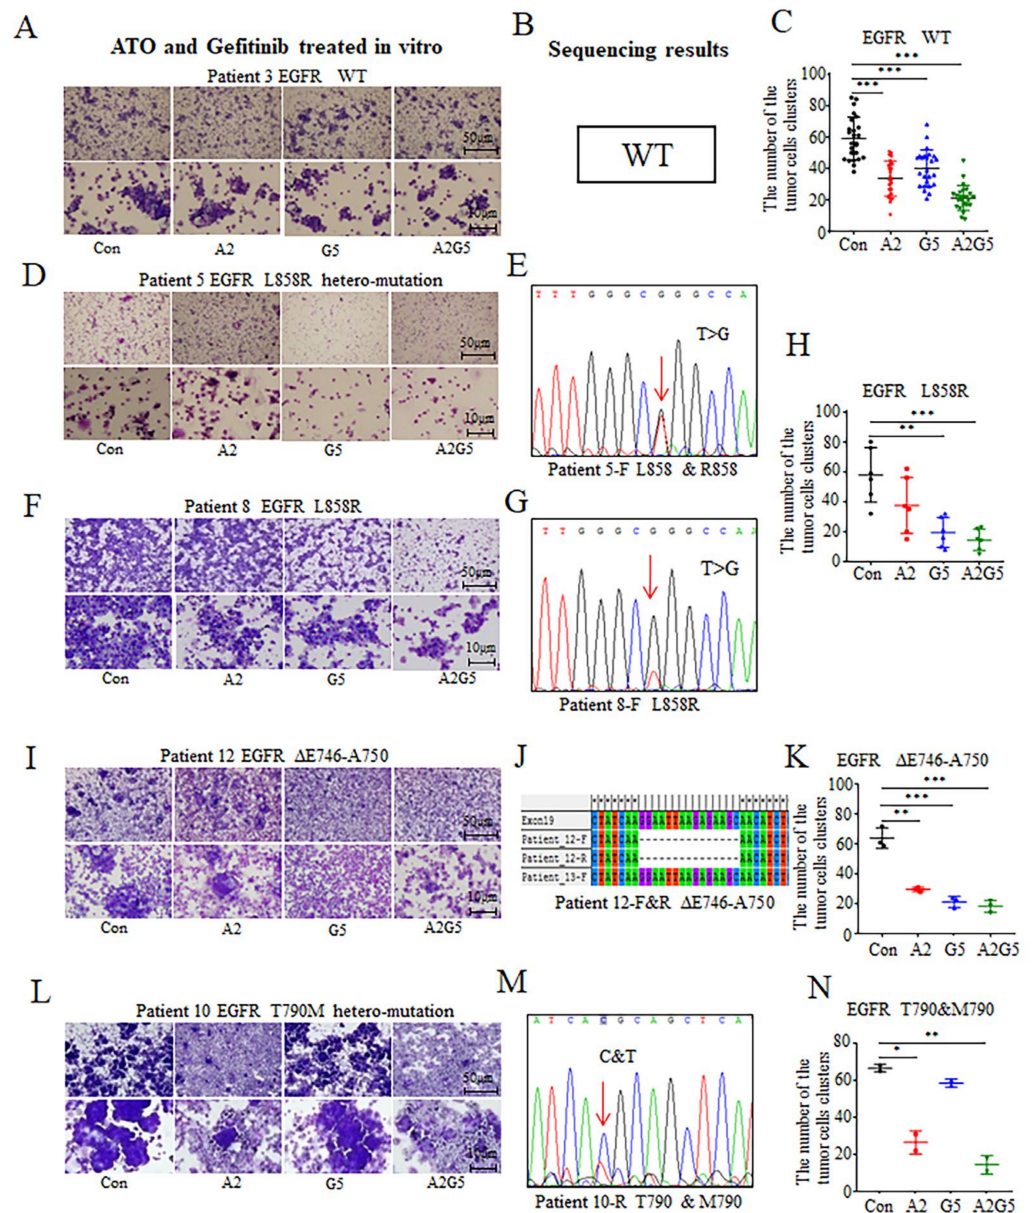 A
ATO and Gefitinib treated in vitro
Patient 3 EGFR WT
50μm
10μm
Con A2 G5 A2G5
B
Sequencing results
WT
C
EGFR WT
***
***
***
The number of the
tumor cells clusters
100
80
60
40
20
0
Con A2 G5 A2G5
D
Patient 5 EGFR L858R hetero-mutation
50μm
10μm
Con A2 G5 A2G5
E
T T T G G G C G G G C C A
T>G
Patient 5-F L858 & R858
F
Patient 8 EGFR L858R
50μm
10μm
Con A2 G5 A2G5
G
T T G G G C G G G C C A A
T>G
Patient 8-F L858R
H
EGFR L858R
***
**
The number of the
tumor cells clusters
100
80
60
40
20
0
Con A2 G5 A2G5
I
Patient 12 EGFR ΔE746-A750
50μm
10μm
Con A2 G5 A2G5
J
Exon19
Patient_12-F
Patient_12-R
Patient_13-F
Patient 12-F&R ΔE746-A750
K
EGFR ΔE746-A750
***
***
**
The number of the
tumor cells clusters
100
80
60
40
20
0
Con A2 G5 A2G5
L
Patient 10 EGFR T790M hetero-mutation
50μm
10μm
Con A2 G5 A2G5
M
A T C A C G C A G C T C A
C&T
Patient 10-R T790 & M790
N
EGFR T790&M790
**
*
The number of the
tumor cells clusters
80
60
40
20
0
Con A2 G5 A2G5